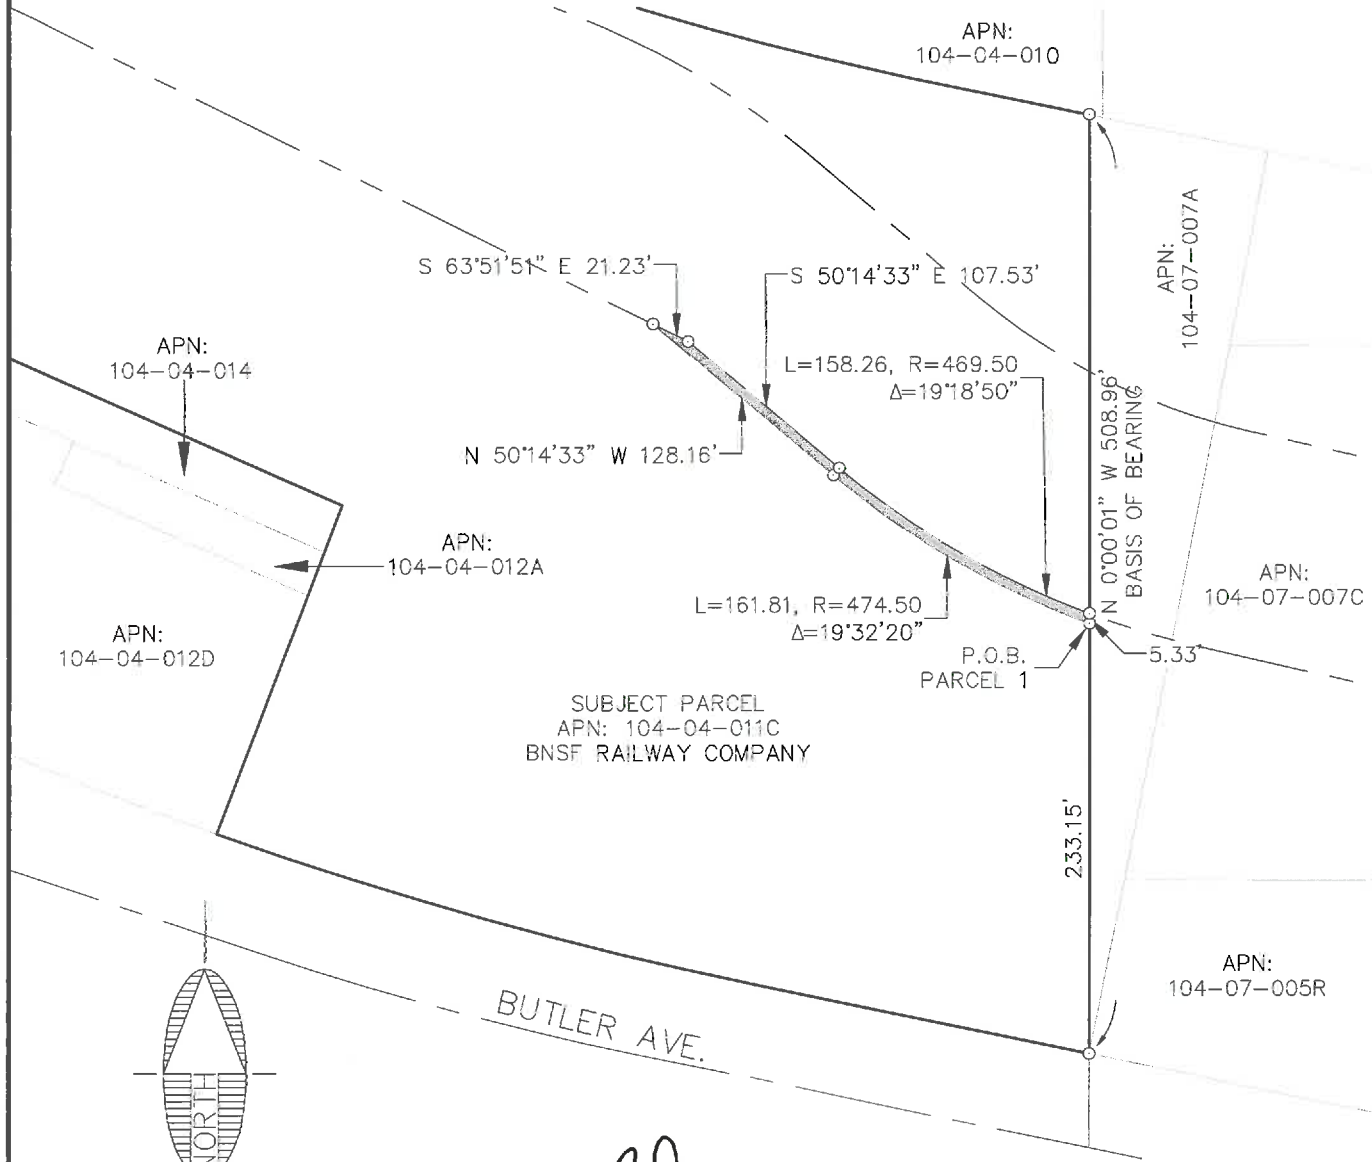 APN:
104-04-010
APN:
104-07-007A
S 63°51'51" E 21.23'
S 50°14'33" E 107.53'
APN:
104-04-014
L=158.26, R=469.50
Δ=19°18'50"
N 0°00'01" W 508.96'
BASIS OF BEARING
N 50°14'33" W 128.16'
APN:
104-04-012A
APN:
104-07-007C
L=161.81, R=474.50
Δ=19°32'20"
APN:
104-04-012D
P.O.B.
PARCEL 1
5.33'
SUBJECT PARCEL
APN: 104-04-011C
BNSF RAILWAY COMPANY
233.15'
APN:
104-07-005R
BUTLER AVE.
NORTH